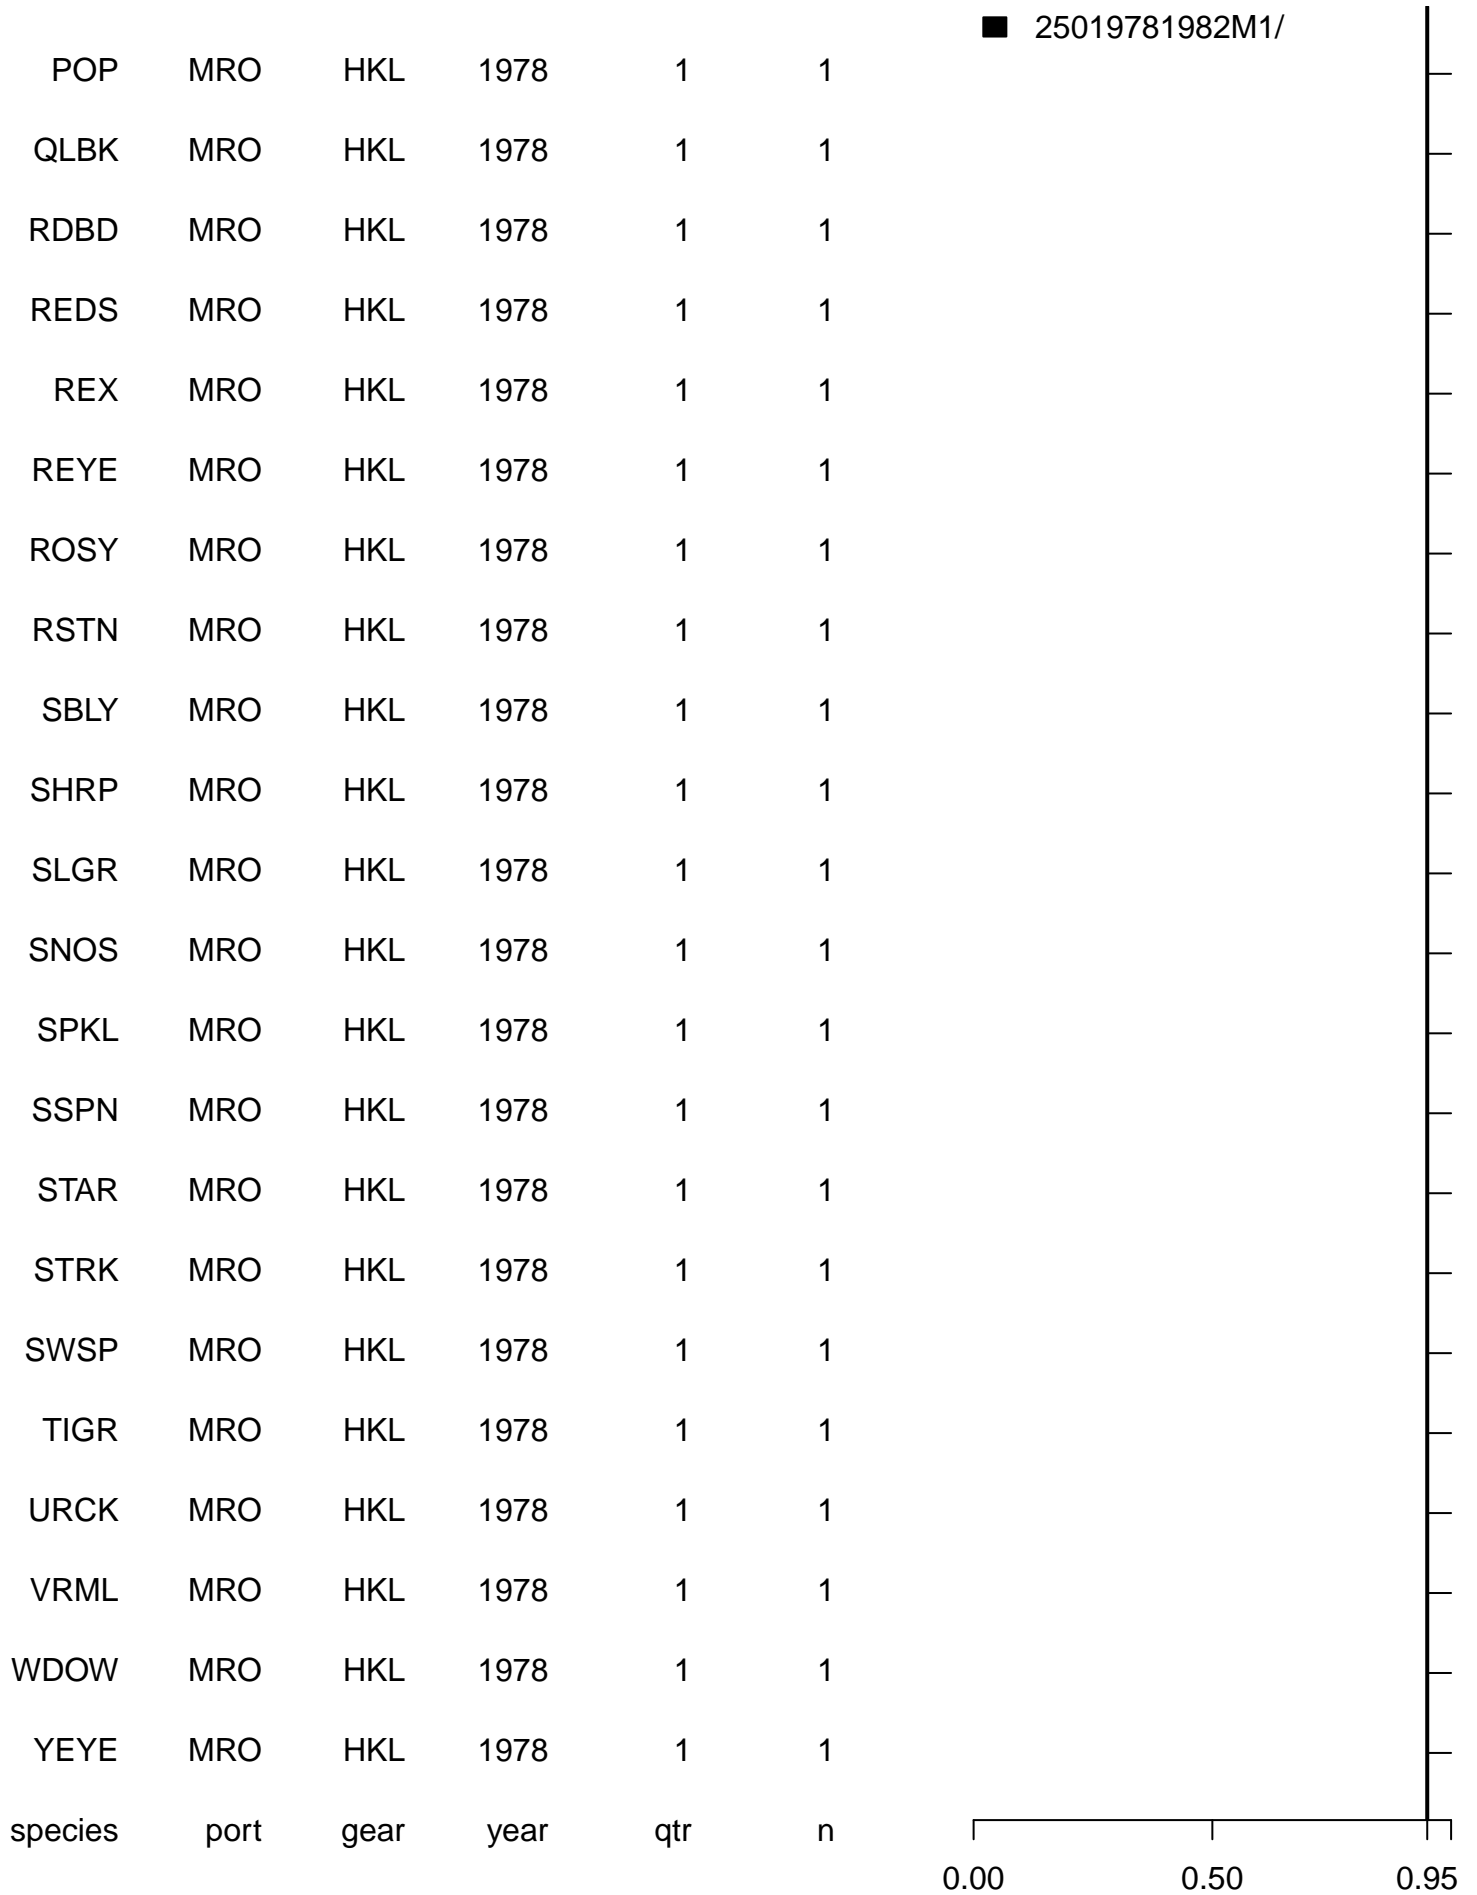 25019781982M1/
POP MRO HKL 1978 1 1
QLBK MRO HKL 1978 1 1
RDBD MRO HKL 1978 1 1
REDS MRO HKL 1978 1 1
REX MRO HKL 1978 1 1
REYE MRO HKL 1978 1 1
ROSY MRO HKL 1978 1 1
RSTN MRO HKL 1978 1 1
SBLY MRO HKL 1978 1 1
SHRP MRO HKL 1978 1 1
SLGR MRO HKL 1978 1 1
SNOS MRO HKL 1978 1 1
SPKL MRO HKL 1978 1 1
SSPN MRO HKL 1978 1 1
STAR MRO HKL 1978 1 1
STRK MRO HKL 1978 1 1
SWSP MRO HKL 1978 1 1
TIGR MRO HKL 1978 1 1
URCK MRO HKL 1978 1 1
VRML MRO HKL 1978 1 1
WDOW MRO HKL 1978 1 1
YEYE MRO HKL 1978 1 1
species port gear year qtr n
0.00 0.50 0.95